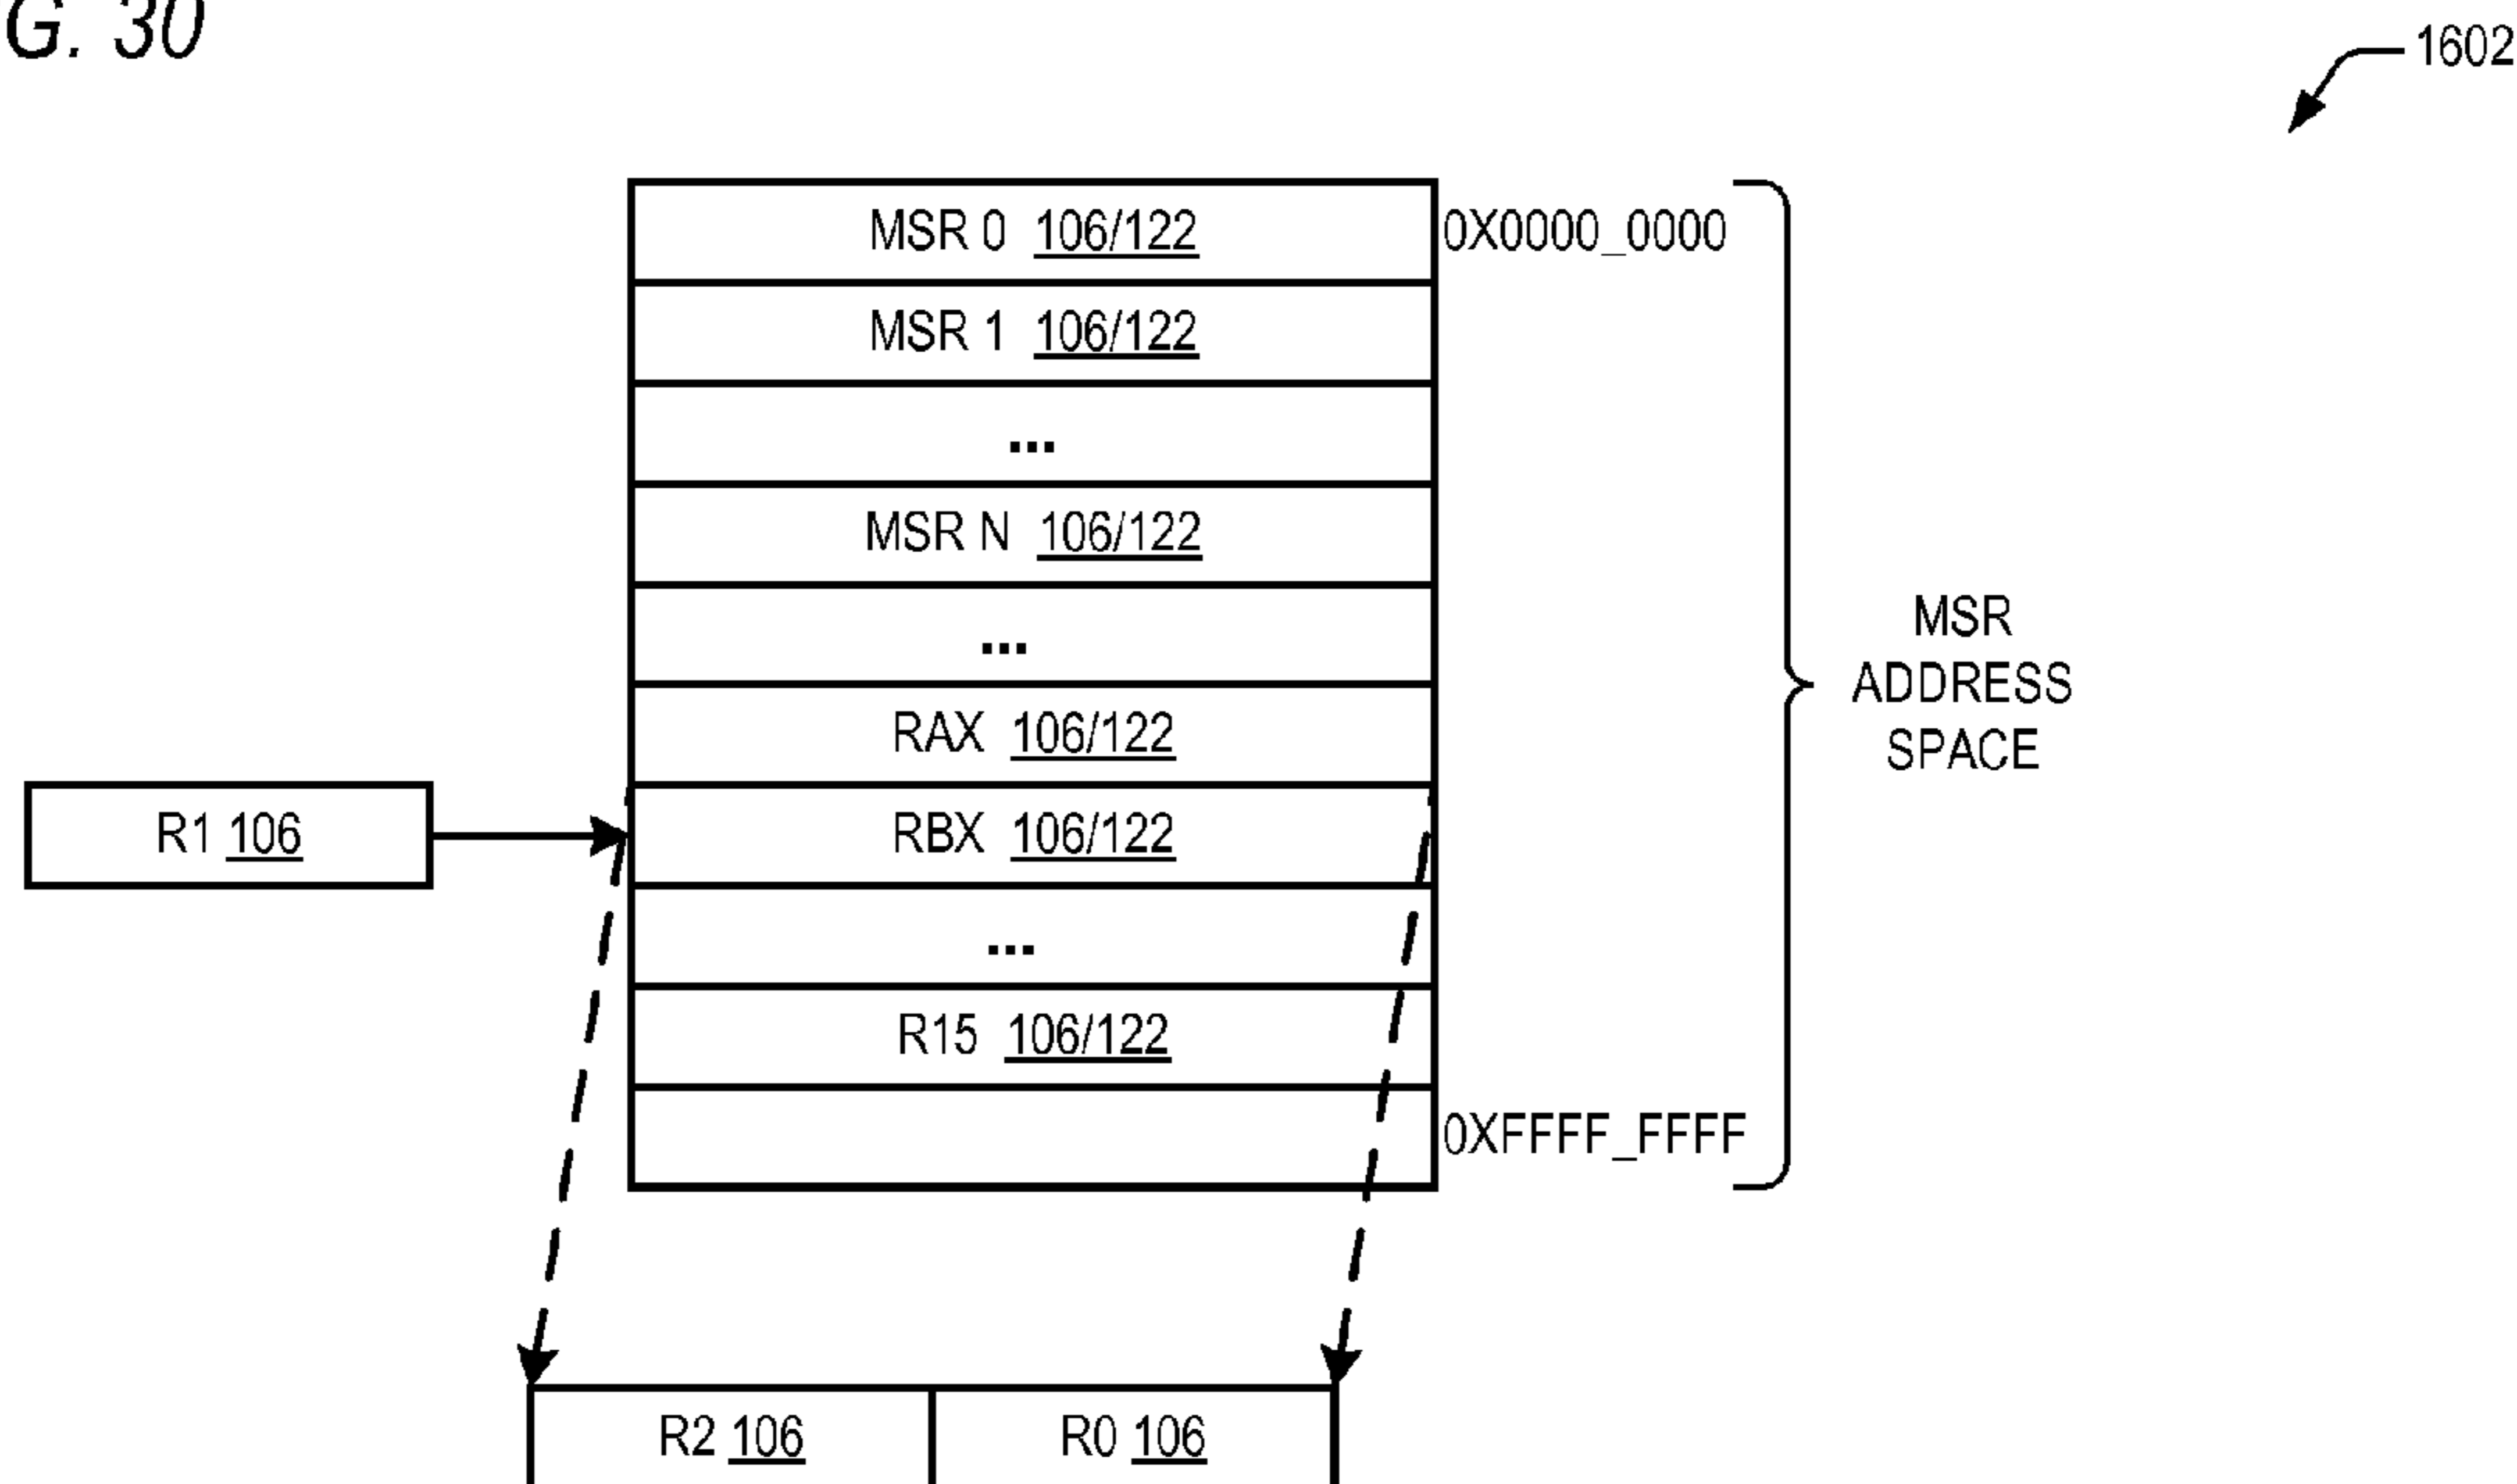 G. 30
1602
MSR 0 106/122 0X0000_0000
MSR 1 106/122
...
MSR N 106/122
...
MSR
ADDRESS
SPACE
RAX 106/122
R1 106
RBX 106/122
...
R15 106/122
0XFFFF_FFFF
R2 106 R0 106